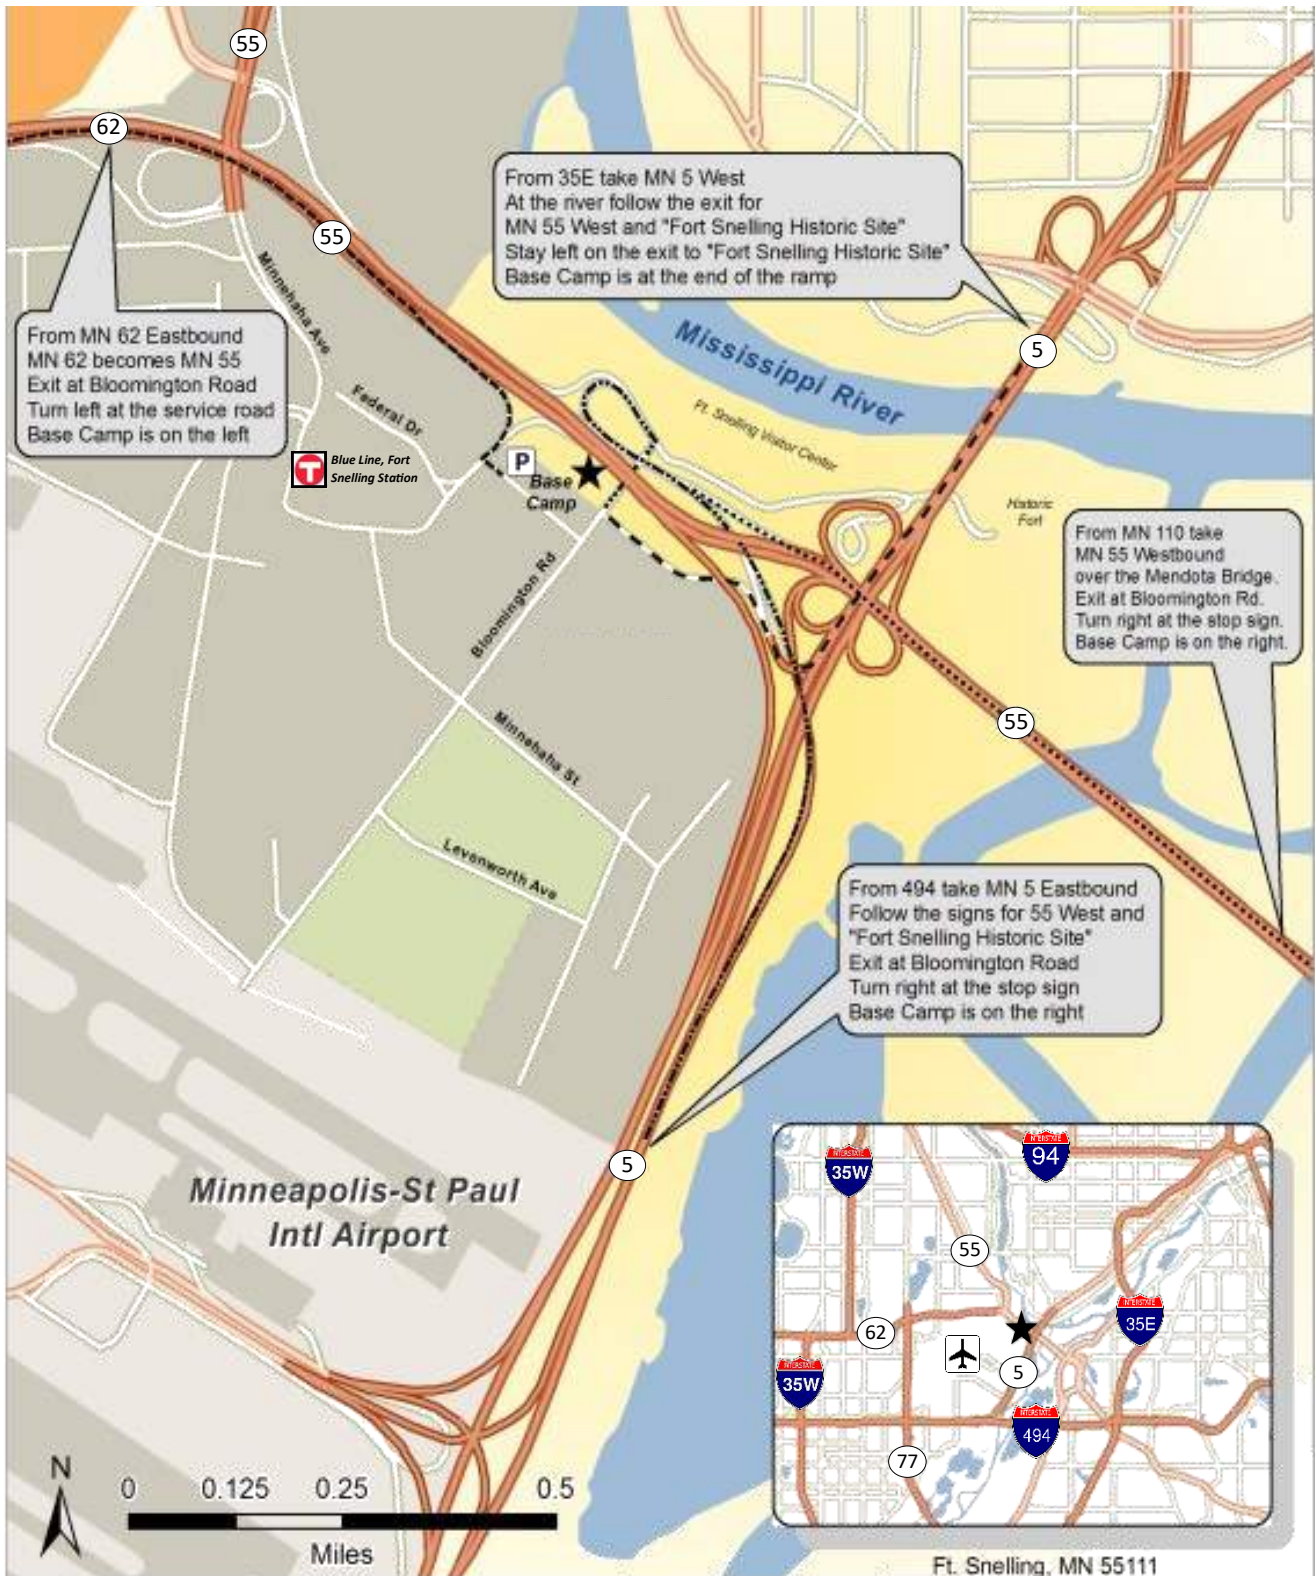 55
62
55
From 35E take MN 5 West
At the river follow the exit for
MN 55 West and "Fort Snelling Historic Site"
Stay left on the exit to "Fort Snelling Historic Site"
Base Camp is at the end of the ramp
Minnehaha Ave
From MN 62 Eastbound
MN 62 becomes MN 55
Exit at Bloomington Road
Turn left at the service road
Base Camp is on the left
Mississippi River
5
Federal Dr
Ft. Snelling Visitor Center
T
Blue Line, Fort
Snelling Station
P
Base
Camp
Historic
Fort
From MN 110 take
MN 55 Westbound
over the Mendota Bridge.
Exit at Bloomington Rd.
Turn right at the stop sign.
Base Camp is on the right.
Bloomington Rd
55
Minnehaha St
Levenworth Ave
From 494 take MN 5 Eastbound
Follow the signs for 55 West and
"Fort Snelling Historic Site"
Exit at Bloomington Road
Turn right at the stop sign
Base Camp is on the right
5
Minneapolis-St Paul
Intl Airport
INTERSTATE
35W
INTERSTATE
94
55
INTERSTATE
35E
62
5
INTERSTATE
35W
INTERSTATE
494
77
N
0 0.125 0.25 0.5
Miles
Ft. Snelling, MN 55111